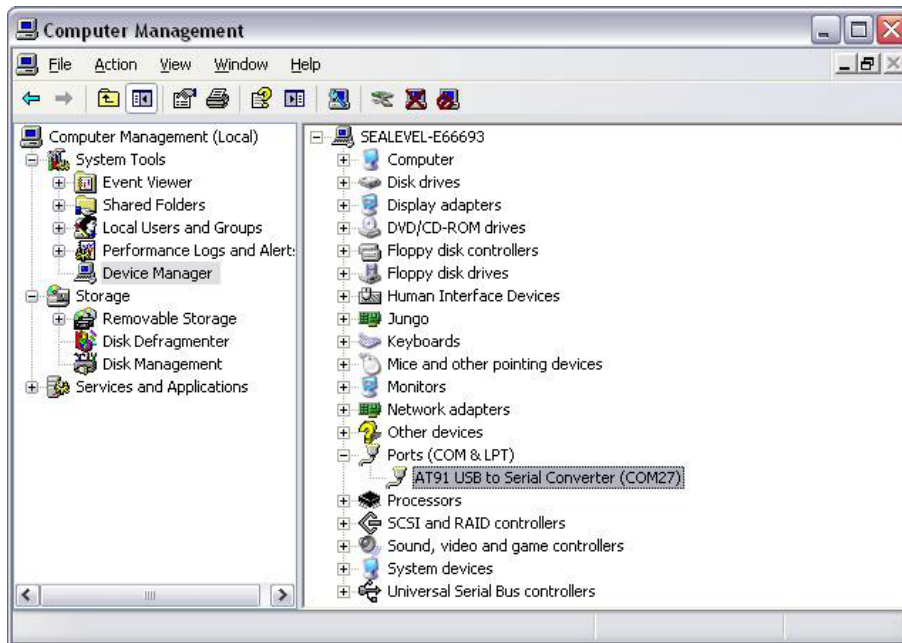 Computer Management
File Action View Window Help
Computer Management (Local)
System Tools
Event Viewer
Shared Folders
Local Users and Groups
Performance Logs and Alert:
Device Manager
Storage
Removable Storage
Disk Defragmenter
Disk Management
Services and Applications
SEALEVEL-E66693
Computer
Disk drives
Display adapters
DVD/CD-ROM drives
Floppy disk controllers
Floppy disk drives
Human Interface Devices
Jungo
Keyboards
Mice and other pointing devices
Monitors
Network adapters
Other devices
Ports (COM & LPT)
AT91 USB to Serial Converter (COM27)
Processors
SCSI and RAID controllers
Sound, video and game controllers
System devices
Universal Serial Bus controllers